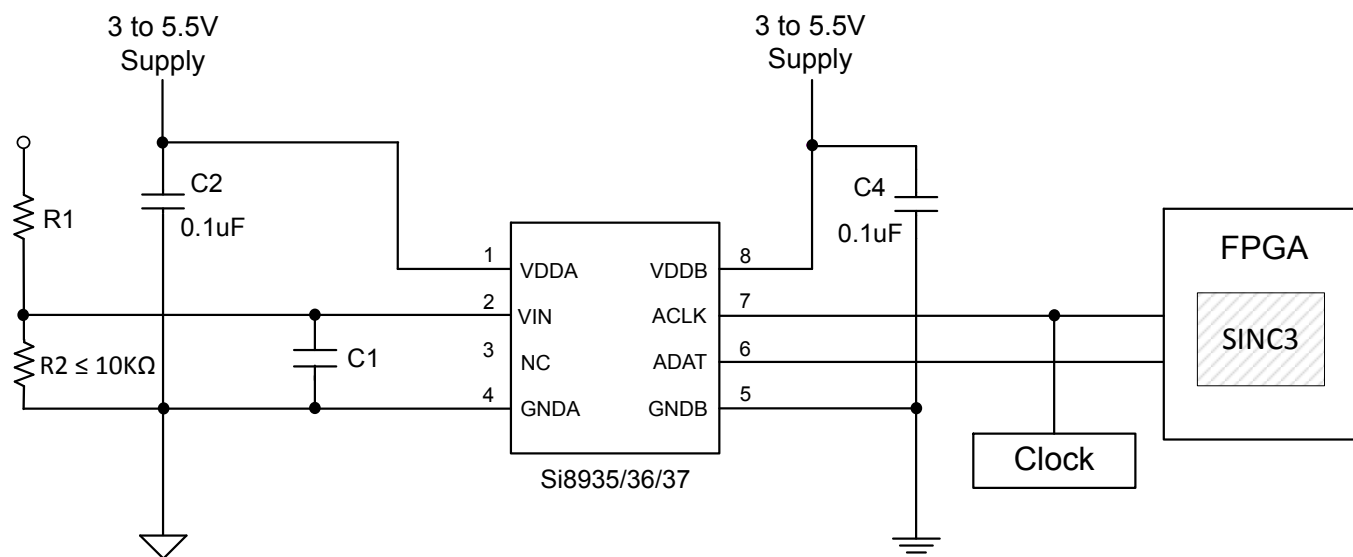 3 to 5.5V
Supply
3 to 5.5V
Supply
C2
0.1uF
C4
0.1uF
R1
R2 ≤ 10KΩ
C1
1
2
3
4
VDDA
VIN
NC
GNDA
VDDB
ACLK
ADAT
GNDB
8
7
6
5
Si8935/36/37
FPGA
SINC3
Clock